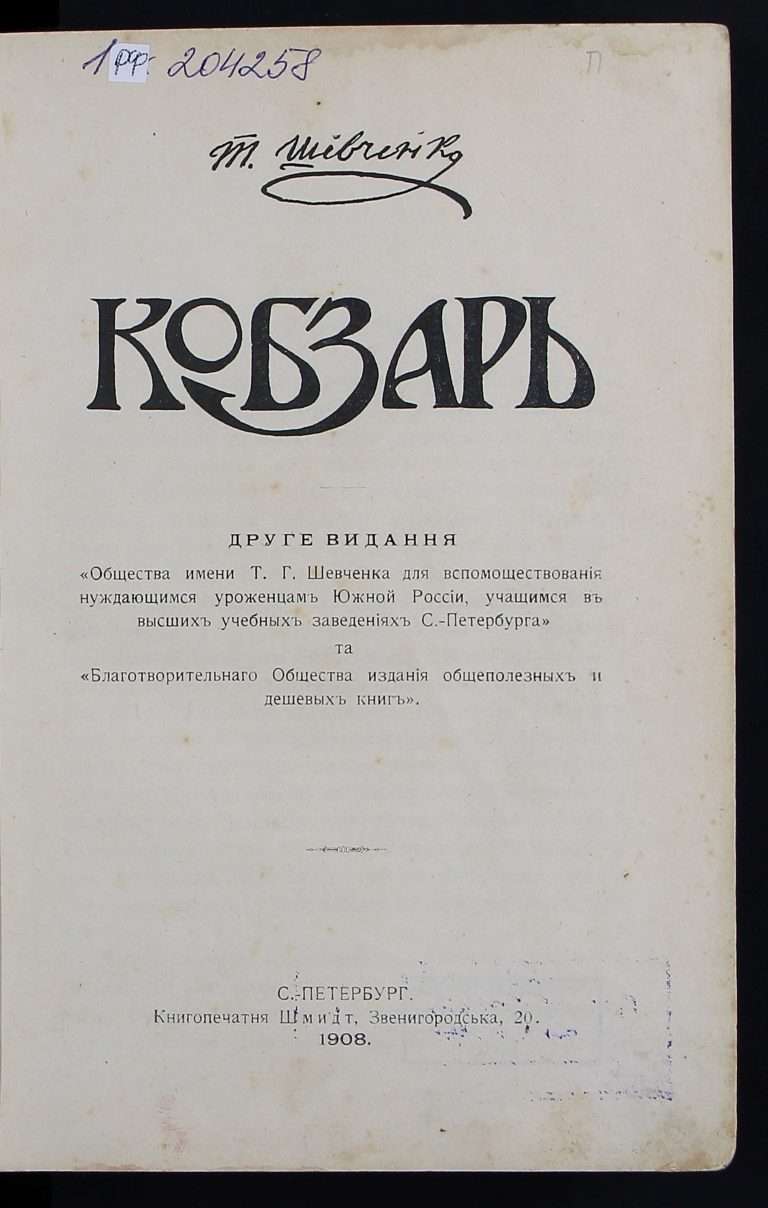 1 рф. 204258
П
Т. Шевченко
КОБЗАРЬ
ДРУГЕ ВИДАННЯ
«Общества имени Т. Г. Шевченка для вспомоществованія
нуждающимся уроженцамъ Южной Россіи, учащимся въ
высшихъ учебныхъ заведеніяхъ С.-Петербурга»
та
«Благотворительнаго Общества изданія общеполезныхъ и
дешевыхъ книгъ».
С.-ПЕТЕРБУРГ.
Книгопечатня Шмидт, Звенигородська, 20.
1908.